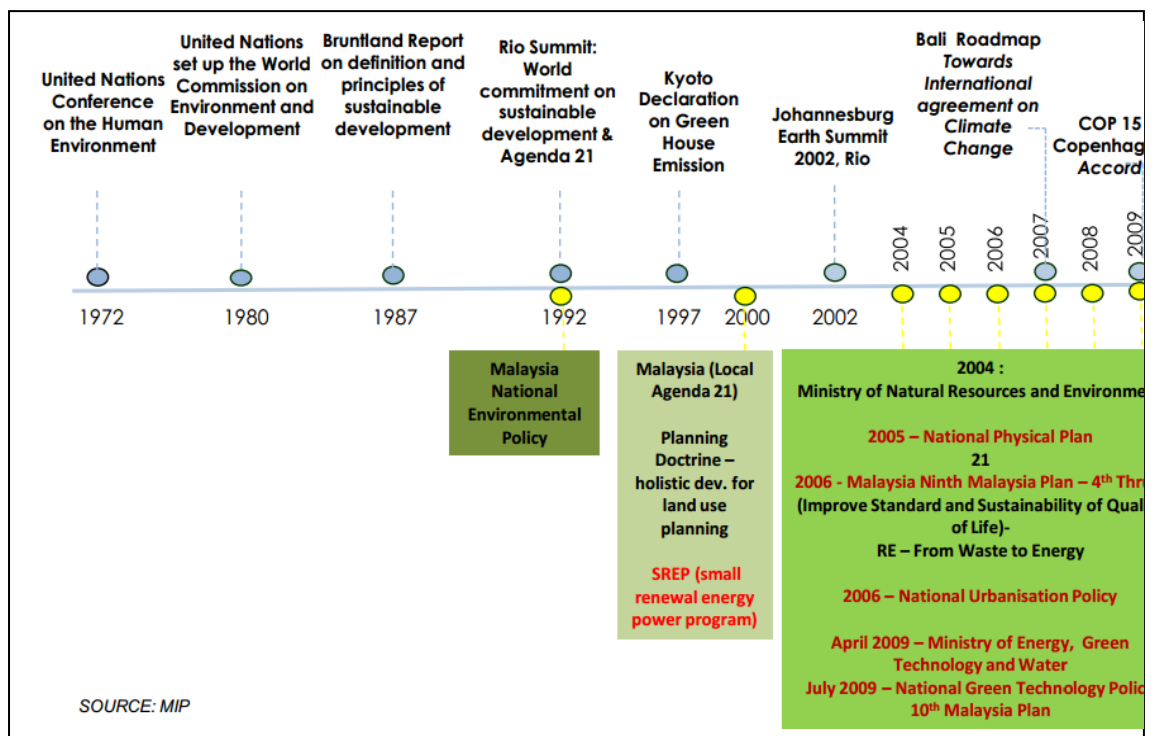 United Nations
Conference
on the Human
Environment
United Nations
set up the World
Commission on
Environment and
Development
Bruntland Report
on definition and
principles of
sustainable
development
Rio Summit:
World
commitment on
sustainable
development &
Agenda 21
Kyoto
Declaration
on Green
House
Emission
Johannesburg
Earth Summit
2002, Rio
Bali Roadmap
Towards
International
agreement on
Climate
Change
COP 15
Copenhag
Accord
2004
2005
2006
2007
2008
2009
1972
1980
1987
1992
1997
2000
2002
Malaysia
National
Environmental
Policy
Malaysia (Local
Agenda 21)
Planning
Doctrine –
holistic dev. for
land use
planning
SREP (small
renewal energy
power program)
2004 :
Ministry of Natural Resources and Environme
2005 – National Physical Plan
21
2006 - Malaysia Ninth Malaysia Plan – 4th Thru
(Improve Standard and Sustainability of Quali
of Life)-
RE – From Waste to Energy
2006 – National Urbanisation Policy
April 2009 – Ministry of Energy, Green
Technology and Water
July 2009 – National Green Technology Polic
10th Malaysia Plan
SOURCE: MIP